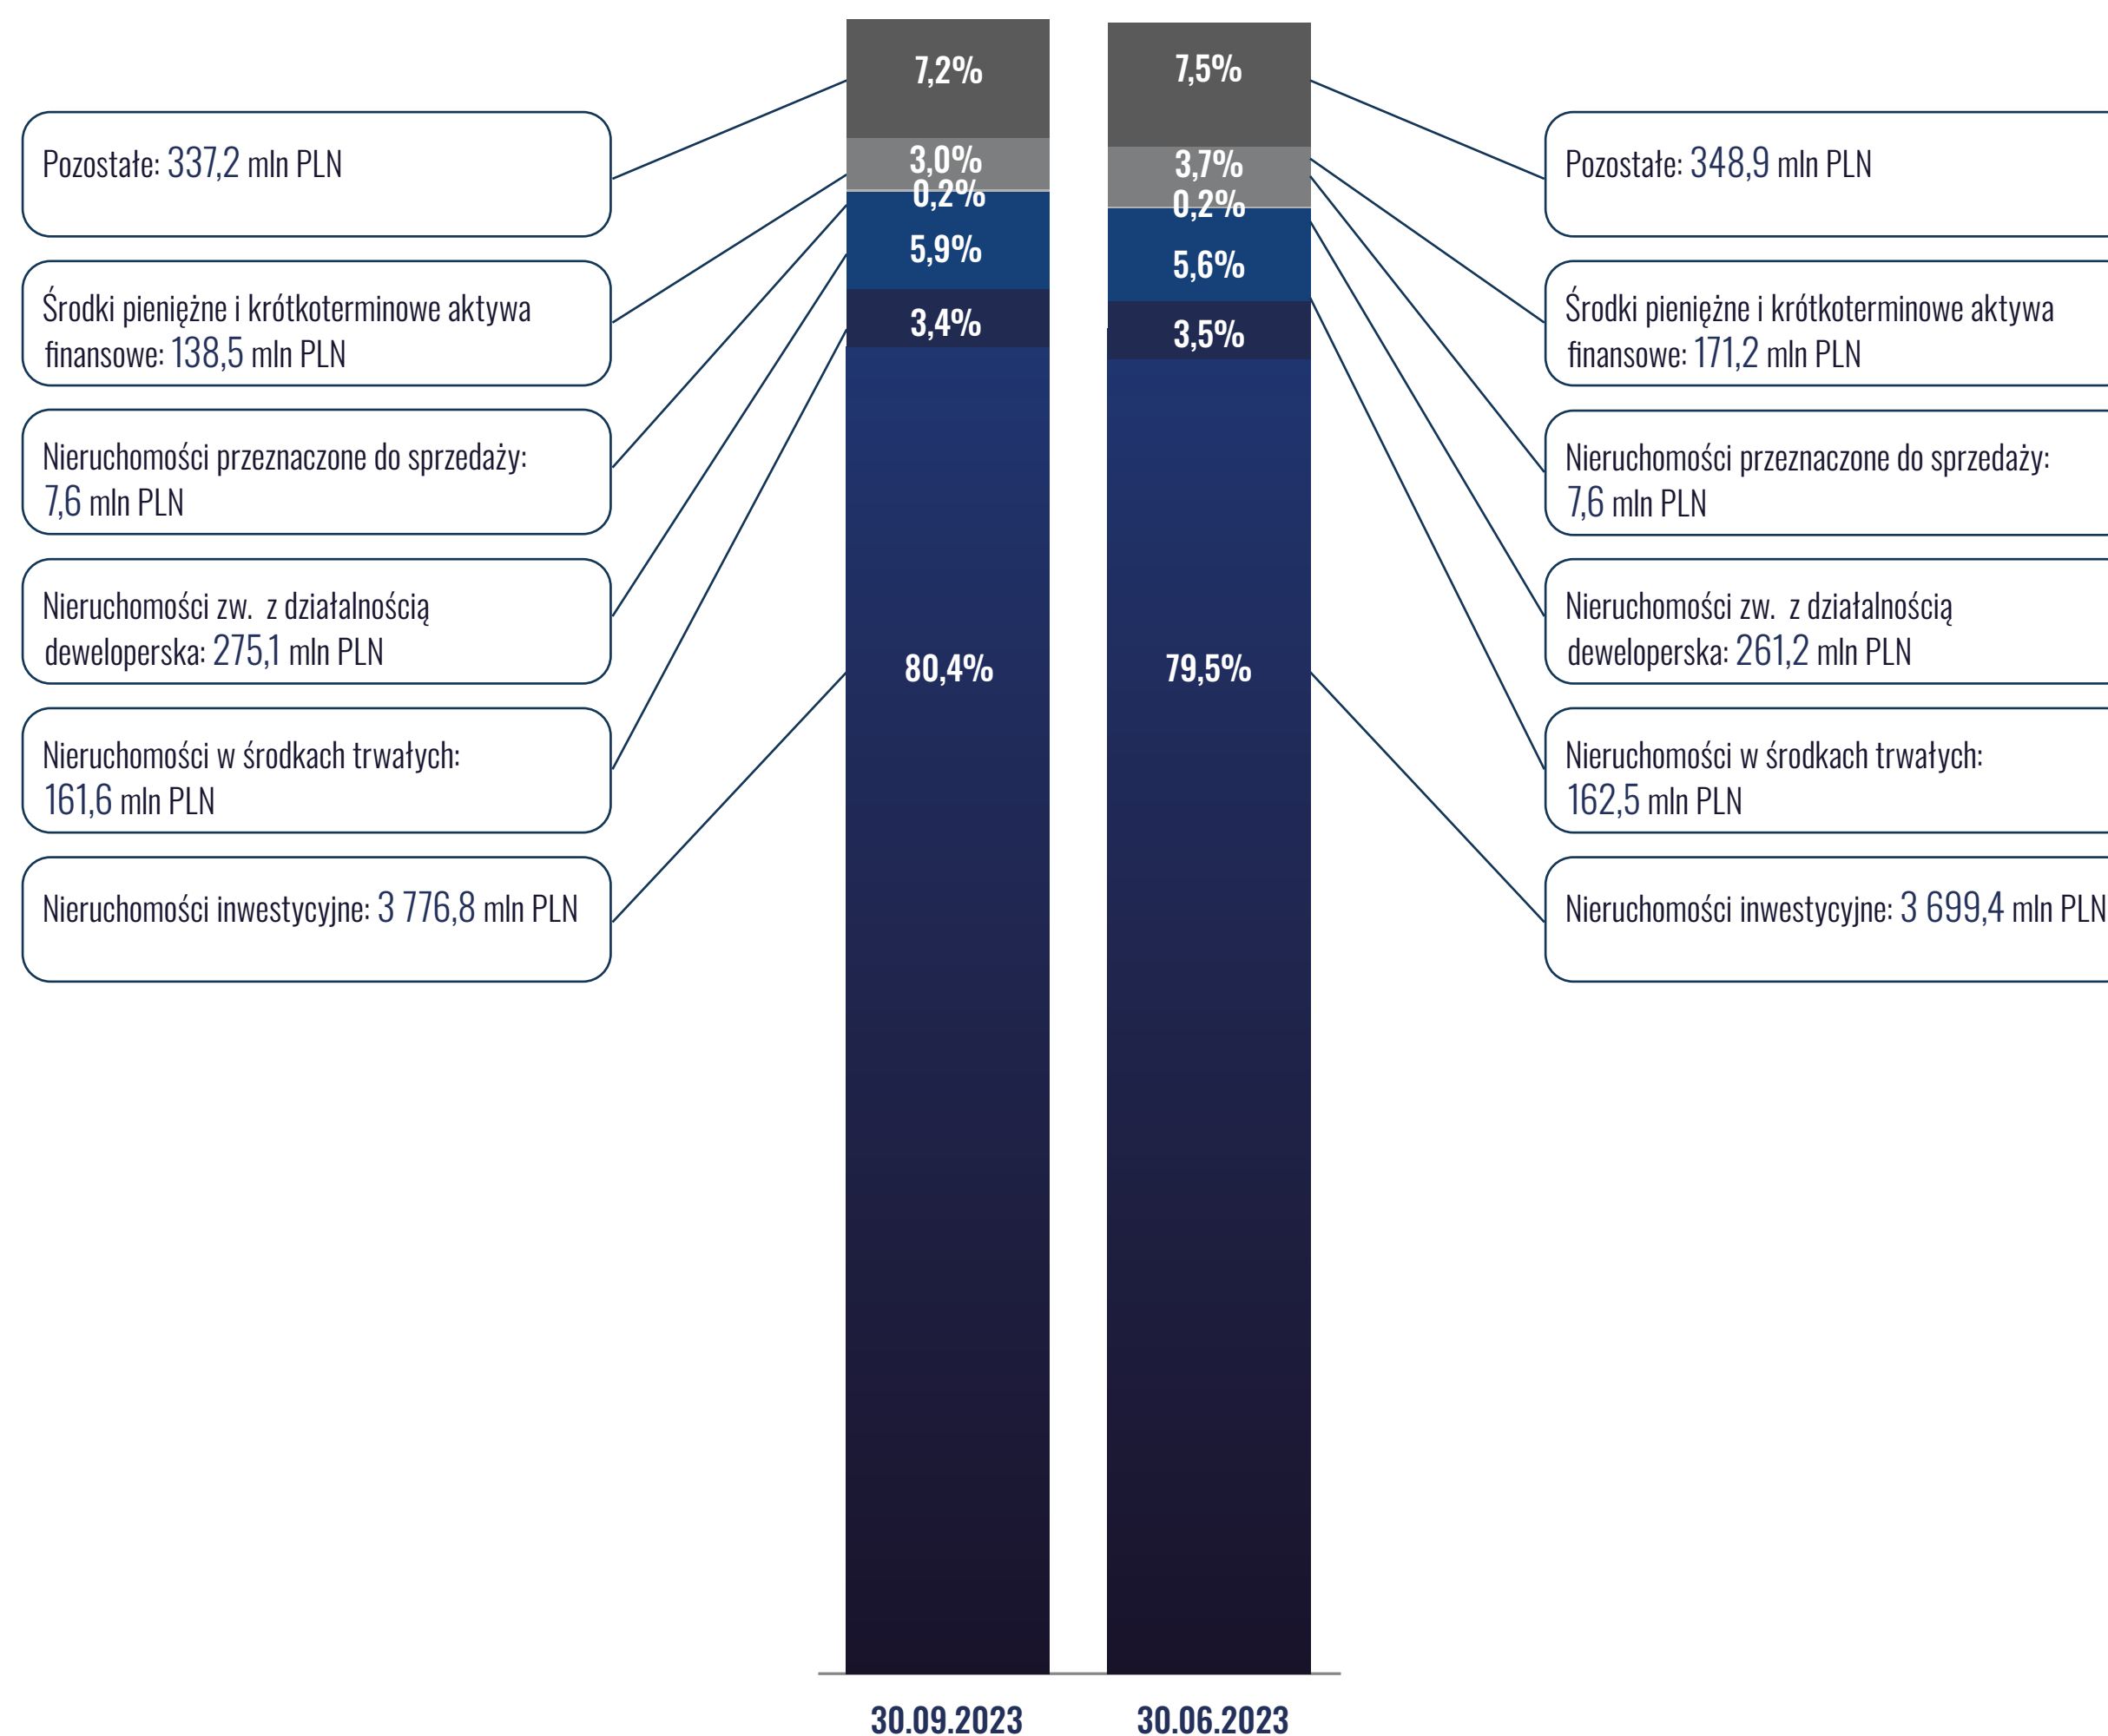 Pozostałe: 337,2 mln PLN
Środki pieniężne i krótkoterminowe aktywa
finansowe: 138,5 mln PLN
Nieruchomości przeznaczone do sprzedaży:
7,6 mln PLN
Nieruchomości zw. z działalnością
deweloperska: 275,1 mln PLN
Nieruchomości w środkach trwałych:
161,6 mln PLN
Nieruchomości inwestycyjne: 3 776,8 mln PLN
7,2%
3,0%
0,2%
5,9%
3,4%
80,4%
30.09.2023
7,5%
3,7%
0,2%
5,6%
3,5%
79,5%
30.06.2023
Pozostałe: 348,9 mln PLN
Środki pieniężne i krótkoterminowe aktywa
finansowe: 171,2 mln PLN
Nieruchomości przeznaczone do sprzedaży:
7,6 mln PLN
Nieruchomości zw. z działalnością
deweloperska: 261,2 mln PLN
Nieruchomości w środkach trwałych:
162,5 mln PLN
Nieruchomości inwestycyjne: 3 699,4 mln PLN